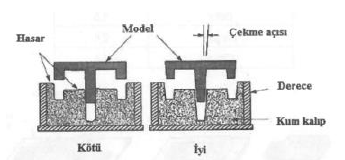 Hasar
Model
Çekme açısı
Derece
Kum kalıp
Kötü
İyi